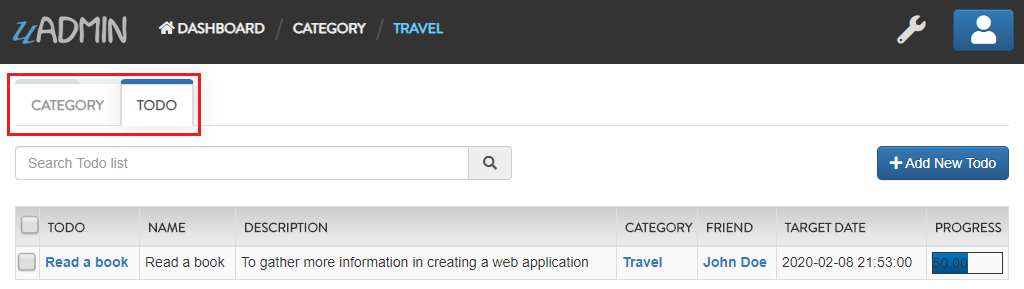 uADMIN DASHBOARD / CATEGORY / TRAVEL
CATEGORY TODO
Search Todo list Add New Todo
TODO NAME DESCRIPTION CATEGORY FRIEND TARGET DATE PROGRESS
Read a book Read a book To gather more information in creating a web application Travel John Doe 2020-02-08 21:53:00 50.00